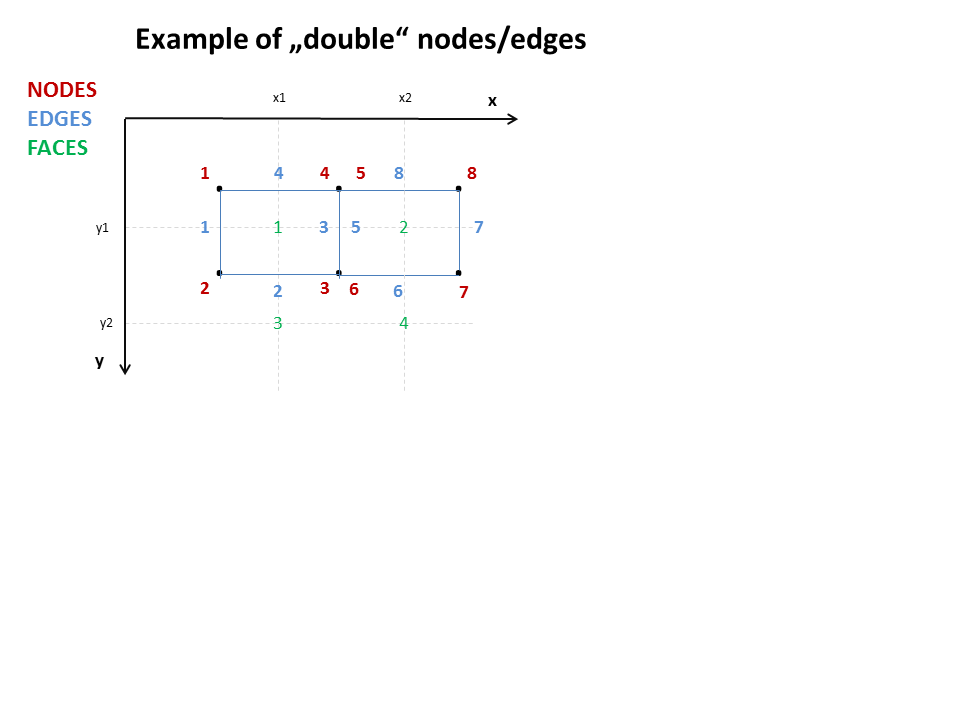 Example of „double“ nodes/edges
NODES
EDGES
FACES
x1 x2 x
1 4 4 5 8 8
y1 1 1 3 5 2 7
2 2 3 6 6 7
y2 3 4
y